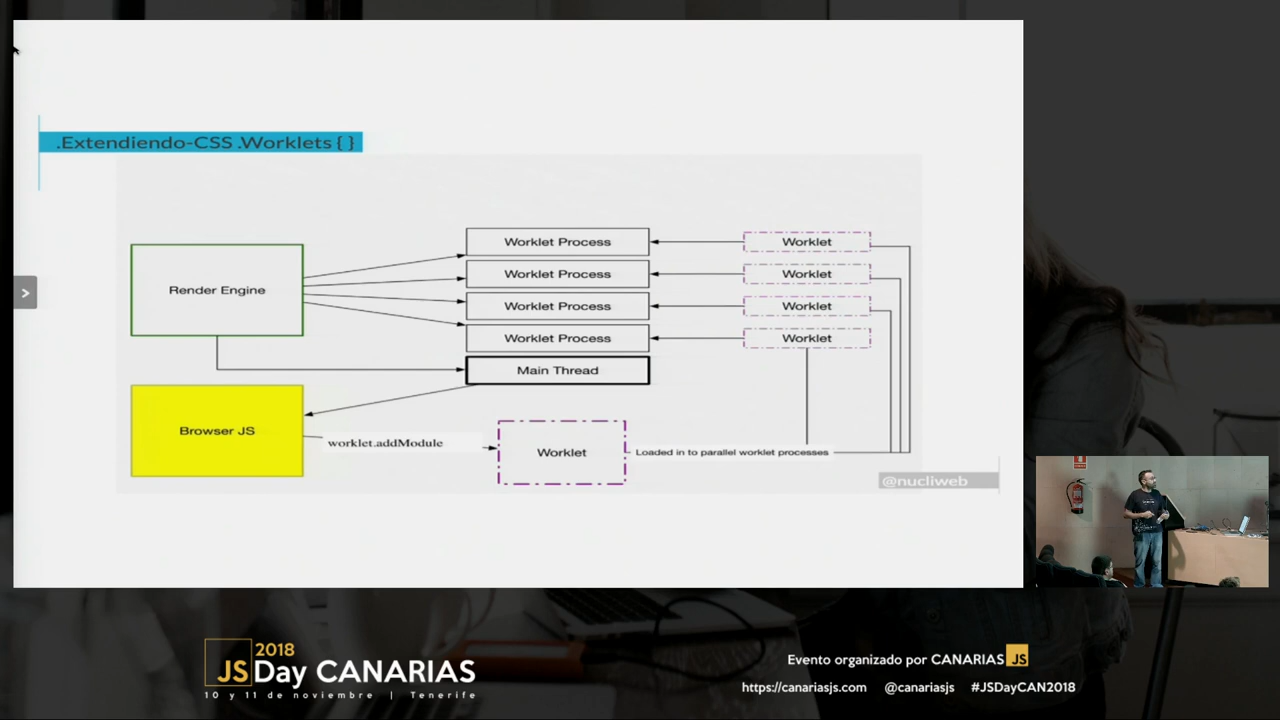 .Extendiendo-CSS .Worklets { }
Render Engine
Worklet Process
Worklet
Worklet Process
Worklet
Worklet Process
Worklet
Worklet Process
Worklet
Main Thread
Browser JS
worklet.addModule
Worklet
Loaded in to parallel worklet processes
@nucliweb
>
2018
JSDay CANARIAS
10 y 11 de noviembre | Tenerife
Evento organizado por CANARIAS JS
https://canariasjs.com @canariasjs #JSDayCAN2018